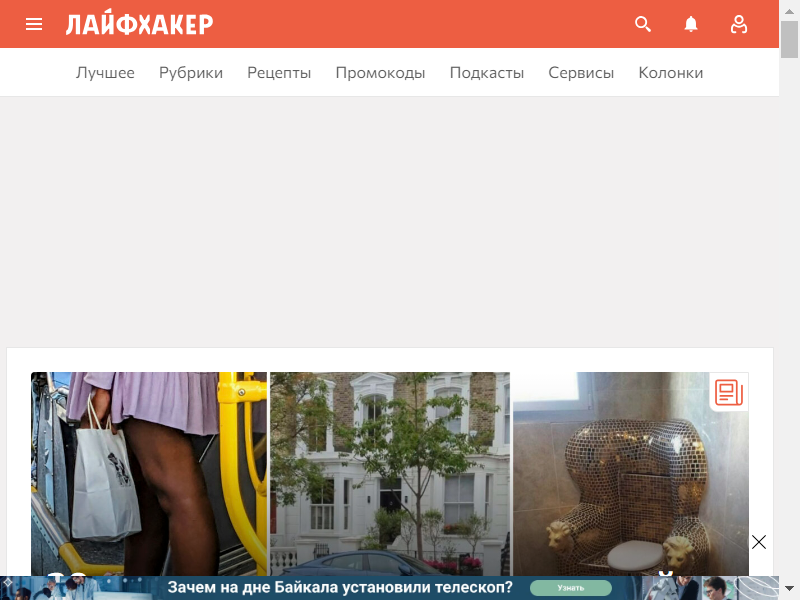 ЛАЙФХАКЕР
Лучшее Рубрики Рецепты Промокоды Подкасты Сервисы Колонки
Зачем на дне Байкала установили телескоп? Узнать